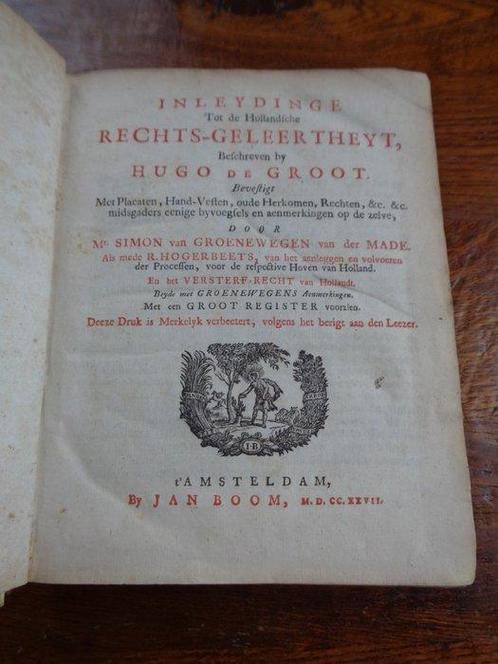 INLEYDINGE
Tot de Hollandſche
RECHTS-GELEERTHEYT,
Beſchreven by
HUGO DE GROOT.
Beveſtigt
Met Placaten, Hand-Veſten, oude Herkomen, Rechten, &c. &c.
midsgaders eenige byvoegſels en aenmerkingen op de zelve,
DOOR
Mr. SIMON van GROENEWEGEN van der MADE.
Als mede R. HOGERBEETS, van het aenleggen en volvoeren
der Proceſſen, voor de reſpective Hoven van Holland.
En het VERSTERF-RECHT van Hollandt.
Beyde met GROENEWEGENS Aenmerkingen.
Met een GROOT REGISTER voorzien.
Deeze Druk is Merkelyk verbeetert, volgens het berigt aan den Leezer.
I·B
t'AMSTELDAM,
By JAN BOOM, M. D. CC. XXVII.